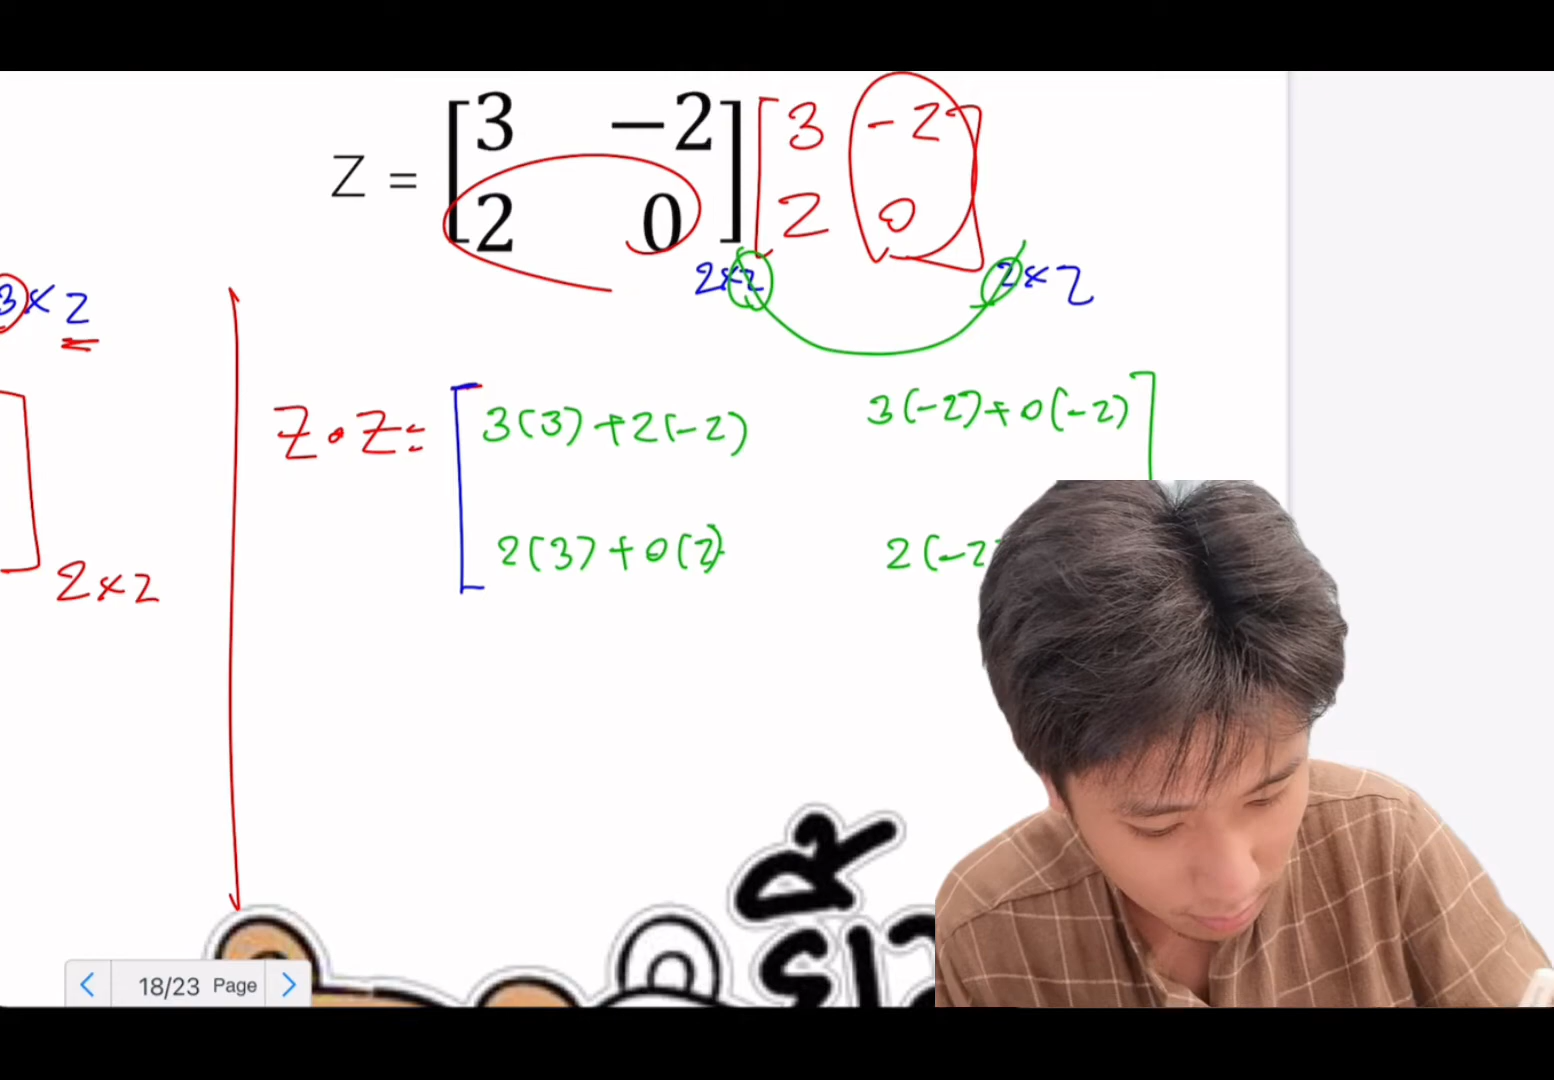 Z = [3 −2 2 0] [3 -2 2 0]
2×2 2×2
3×2
Z•Z= [3(3)+2(-2) 3(-2)+0(-2)]
2(3)+0(2) 2(-2
2×2
18/23 Page